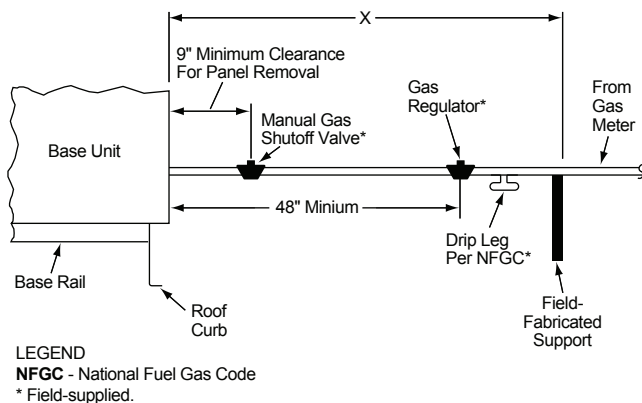 X
9" Minimum Clearance
For Panel Removal
Gas
Regulator*
From
Gas
Meter
Manual Gas
Shutoff Valve*
Base Unit
48" Minium
Drip Leg
Per NFGC*
Base Rail
Roof
Curb
Field-
Fabricated
Support
LEGEND
NFGC - National Fuel Gas Code
* Field-supplied.